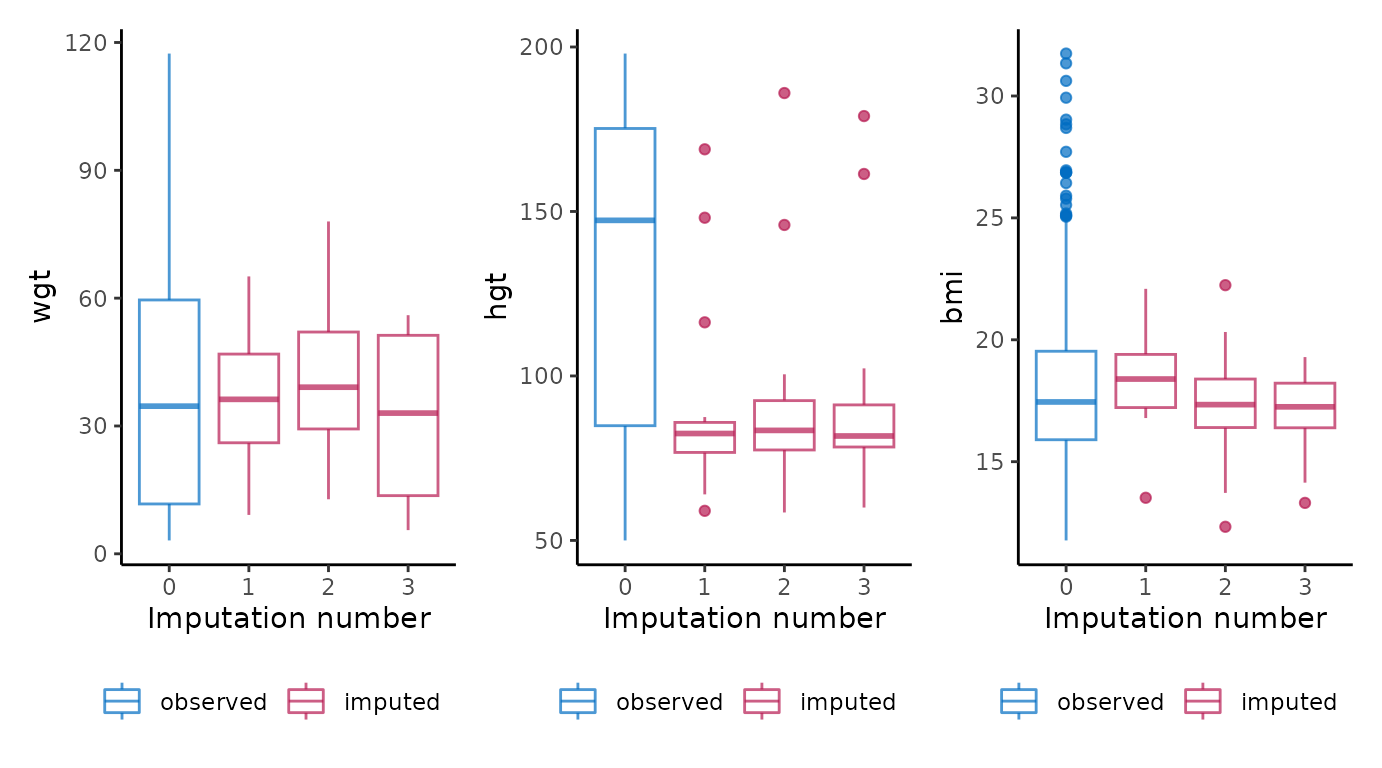 wgt
120
90
60
30
0
0 1 2 3
Imputation number
observed imputed
hgt
200
150
100
50
0 1 2 3
Imputation number
observed imputed
bmi
30
25
20
15
0 1 2 3
Imputation number
observed imputed